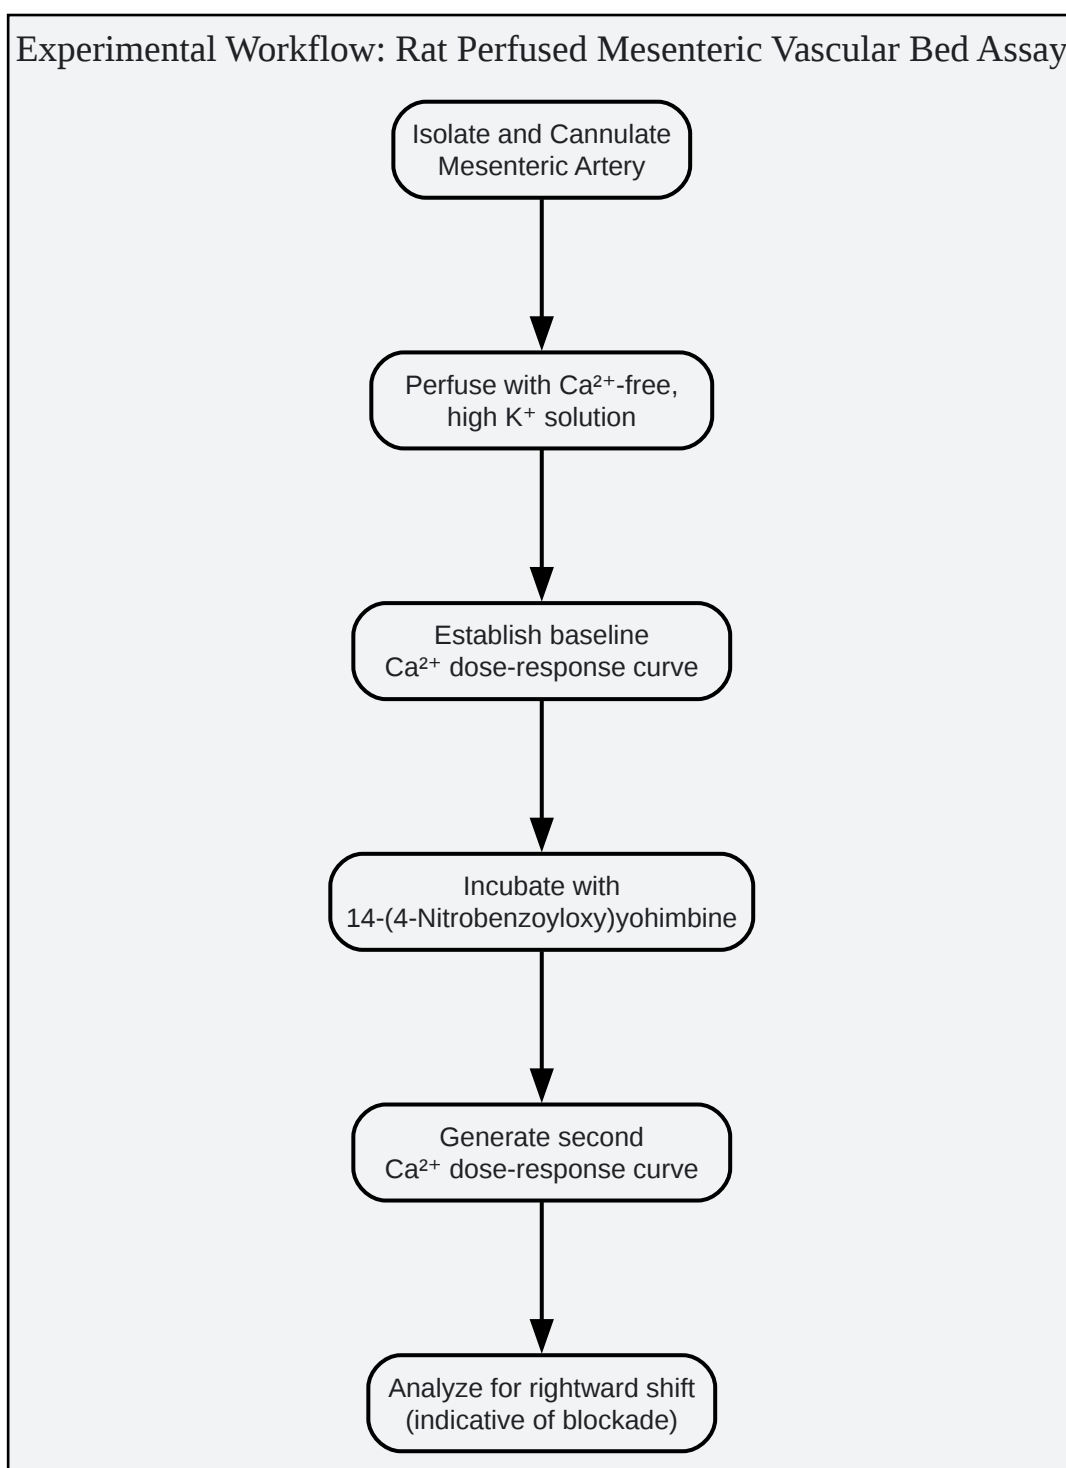 Experimental Workflow: Rat Perfused Mesenteric Vascular Bed Assay
Isolate and Cannulate
Mesenteric Artery
Perfuse with Ca²⁺-free,
high K⁺ solution
Establish baseline
Ca²⁺ dose-response curve
Incubate with
14-(4-Nitrobenzoyloxy)yohimbine
Generate second
Ca²⁺ dose-response curve
Analyze for rightward shift
(indicative of blockade)